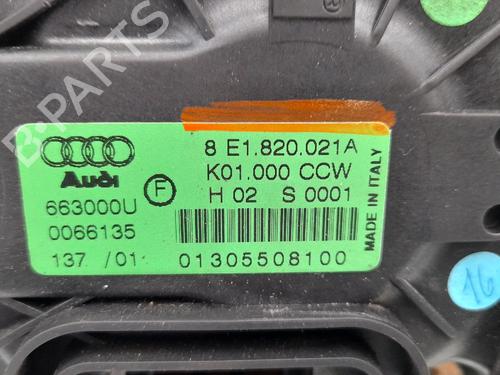 B-PARTS
8 E1.820.021A
K01.000 CCW
H 02 S 0001
Audi
F
663000U
0066135
137 /01
01305508100
MADE IN ITALY
16